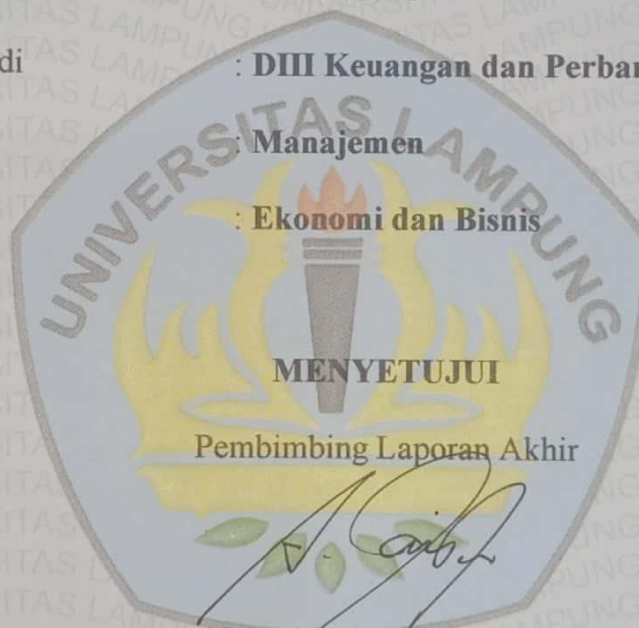 di : DIII Keuangan dan Perban
: Manajemen
: Ekonomi dan Bisnis
UNIVERSITAS LAMPUNG
MENYETUJUI
Pembimbing Laporan Akhir